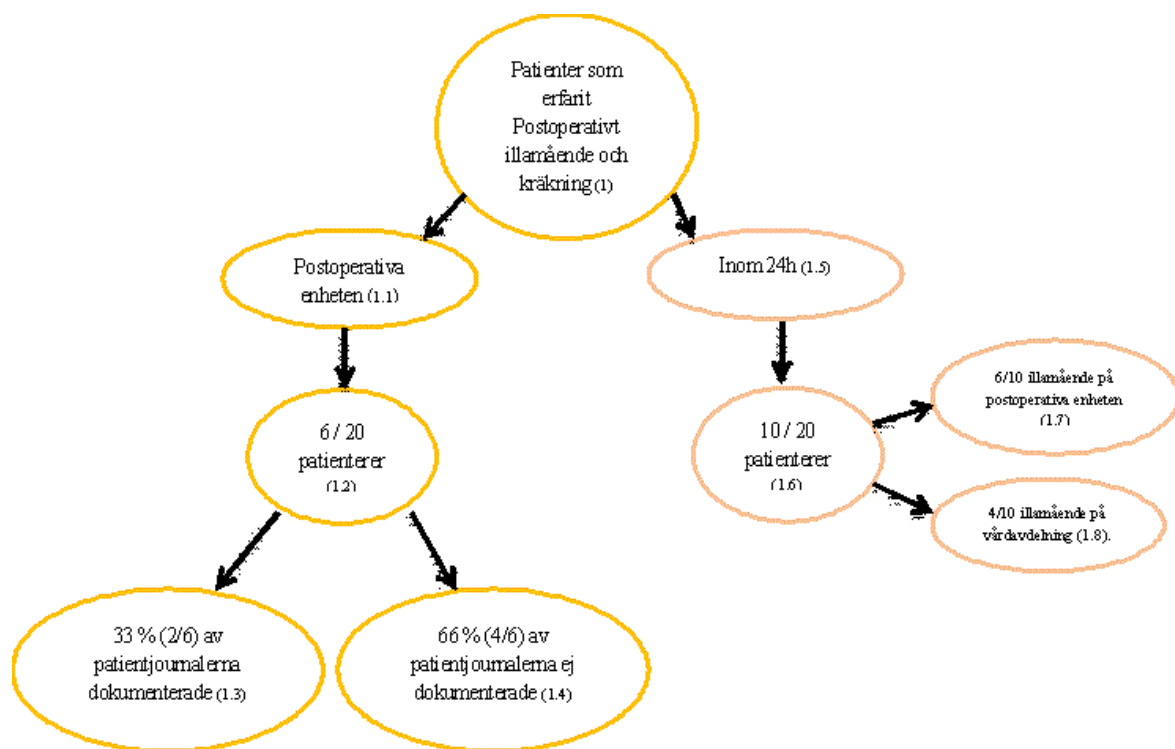 Patienter som
erfarit
Postoperativt
illamående och
kräkning (1)
Postoperativa
enheten (1.1)
Inom 24h (1.5)
6 / 20
patienterer
(1.2)
10 / 20
patienterer
(1.6)
6/10 illamående på
postoperativa enheten
(1.7)
4/10 illamående på
vårdavdelning (1.8).
33 % (2/6) av
patientjournalerna
dokumenterade (1.3)
66 % (4/6) av
patientjournalerna ej
dokumenterade (1.4)